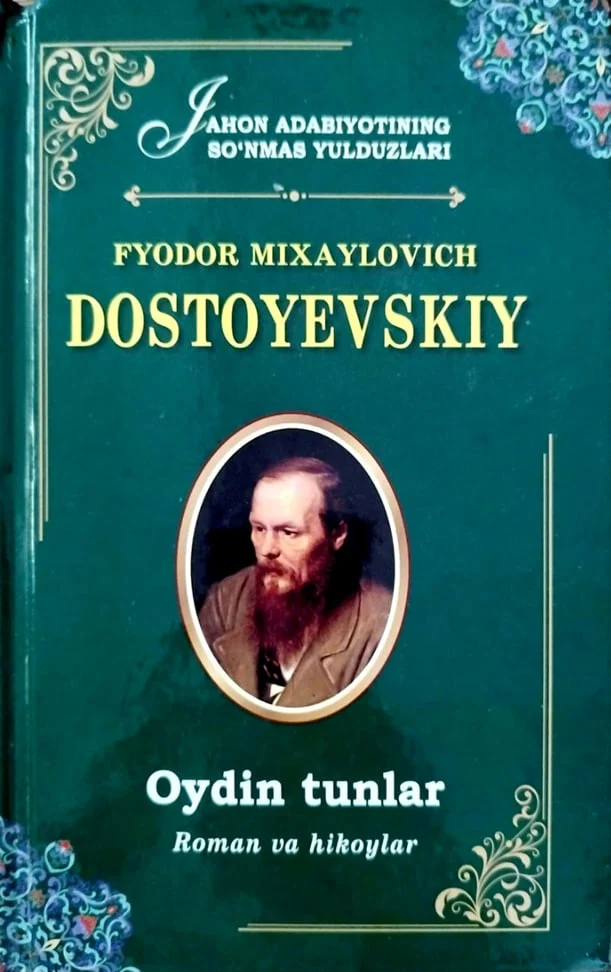 JAHON ADABIYOTINING
SO‘NMAS YULDUZLARI
FYODOR MIXAYLOVICH
DOSTOYEVSKIY
Oydin tunlar
Roman va hikoylar